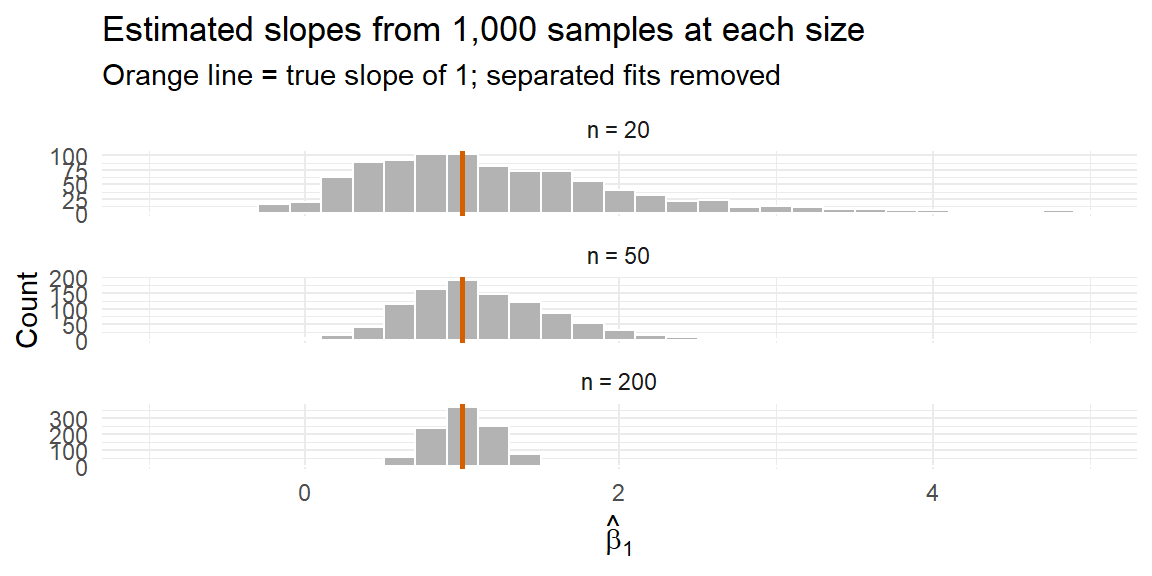 Estimated slopes from 1,000 samples at each size
Orange line = true slope of 1; separated fits removed
n = 20
100
75
50
25
0
n = 50
200
150
100
50
0
Count
n = 200
300
200
100
0
0 2 4
β̂₁